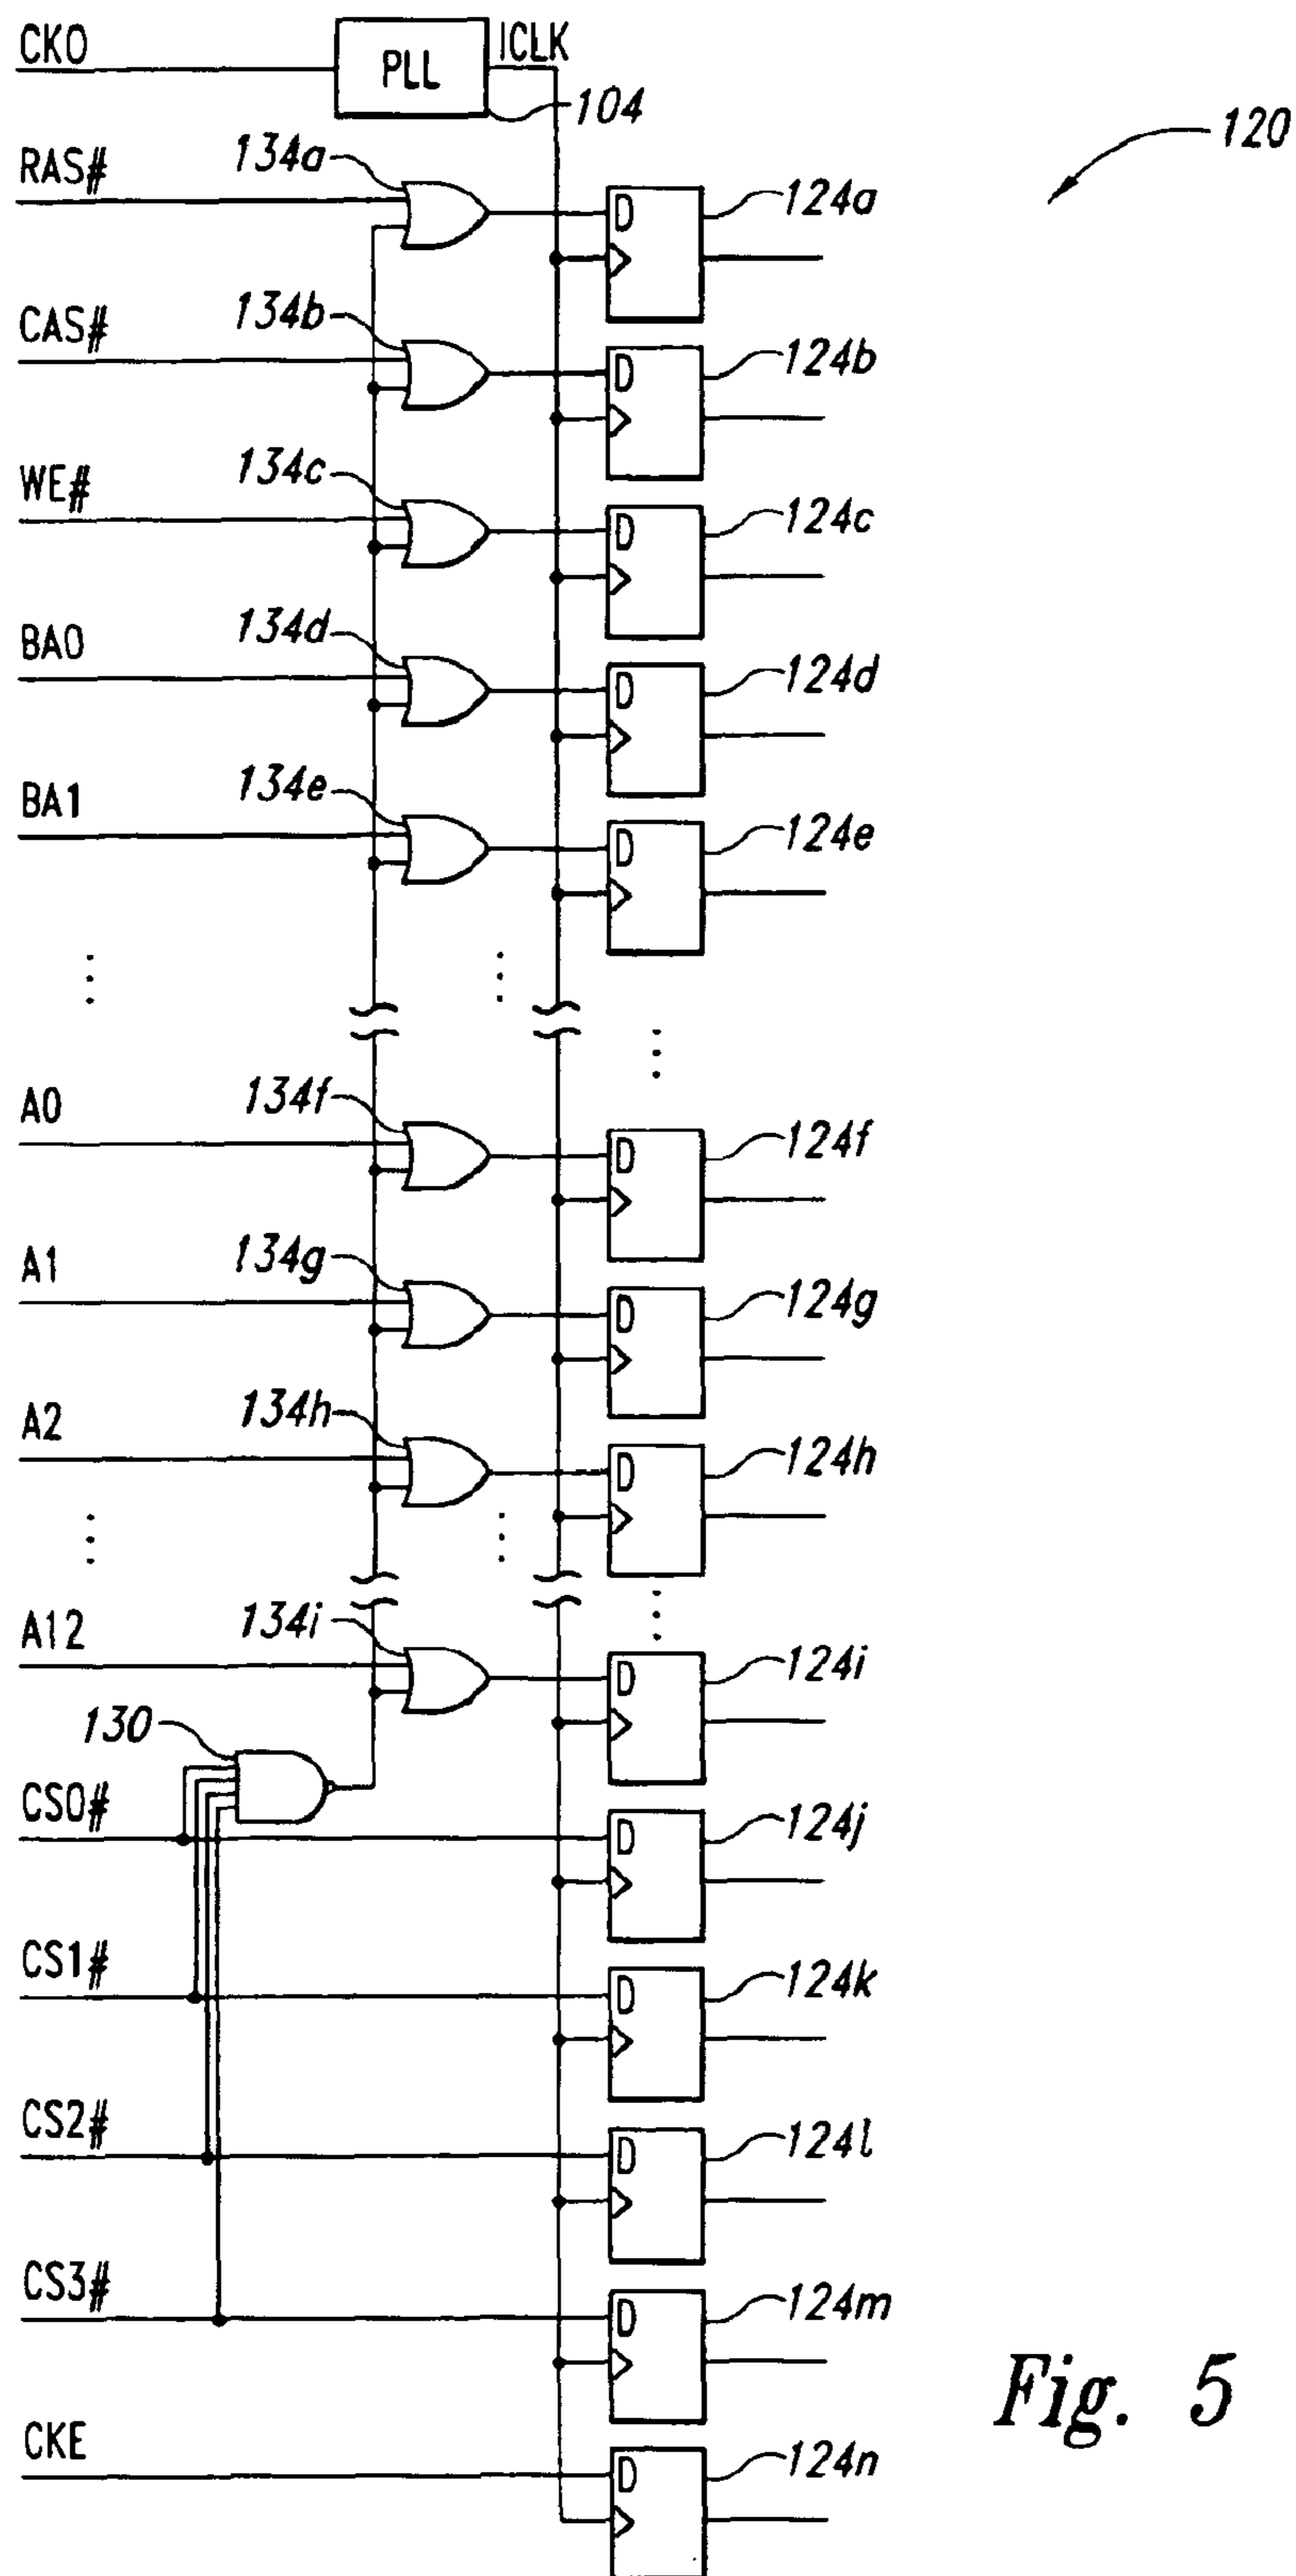 CK0
PLL
ICLK
104
120
RAS#
134a
D
124a
CAS#
134b
D
124b
WE#
134c
D
124c
BA0
134d
D
124d
BA1
134e
D
124e
A0
134f
D
124f
A1
134g
D
124g
A2
134h
D
124h
A12
134i
D
124i
130
CS0#
D
124j
CS1#
D
124k
CS2#
D
124l
CS3#
D
124m
CKE
D
124n
Fig. 5